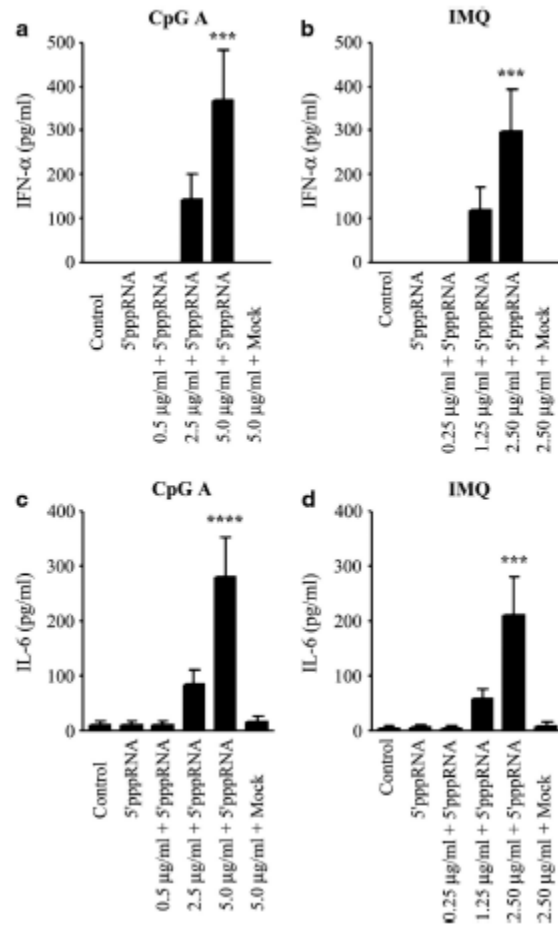 a
CpG A
500
400
300
200
100
0
IFN-α (pg/ml)
***
Control
5'pppRNA
0.5 µg/ml + 5'pppRNA
2.5 µg/ml + 5'pppRNA
5.0 µg/ml + 5'pppRNA
5.0 µg/ml + Mock
b
IMQ
500
400
300
200
100
0
IFN-α (pg/ml)
***
Control
5'pppRNA
0.25 µg/ml + 5'pppRNA
1.25 µg/ml + 5'pppRNA
2.50 µg/ml + 5'pppRNA
2.50 µg/ml + Mock
c
CpG A
400
300
200
100
0
IL-6 (pg/ml)
****
Control
5'pppRNA
0.5 µg/ml + 5'pppRNA
2.5 µg/ml + 5'pppRNA
5.0 µg/ml + 5'pppRNA
5.0 µg/ml + Mock
d
IMQ
400
300
200
100
0
IL-6 (pg/ml)
***
Control
5'pppRNA
0.25 µg/ml + 5'pppRNA
1.25 µg/ml + 5'pppRNA
2.50 µg/ml + 5'pppRNA
2.50 µg/ml + Mock